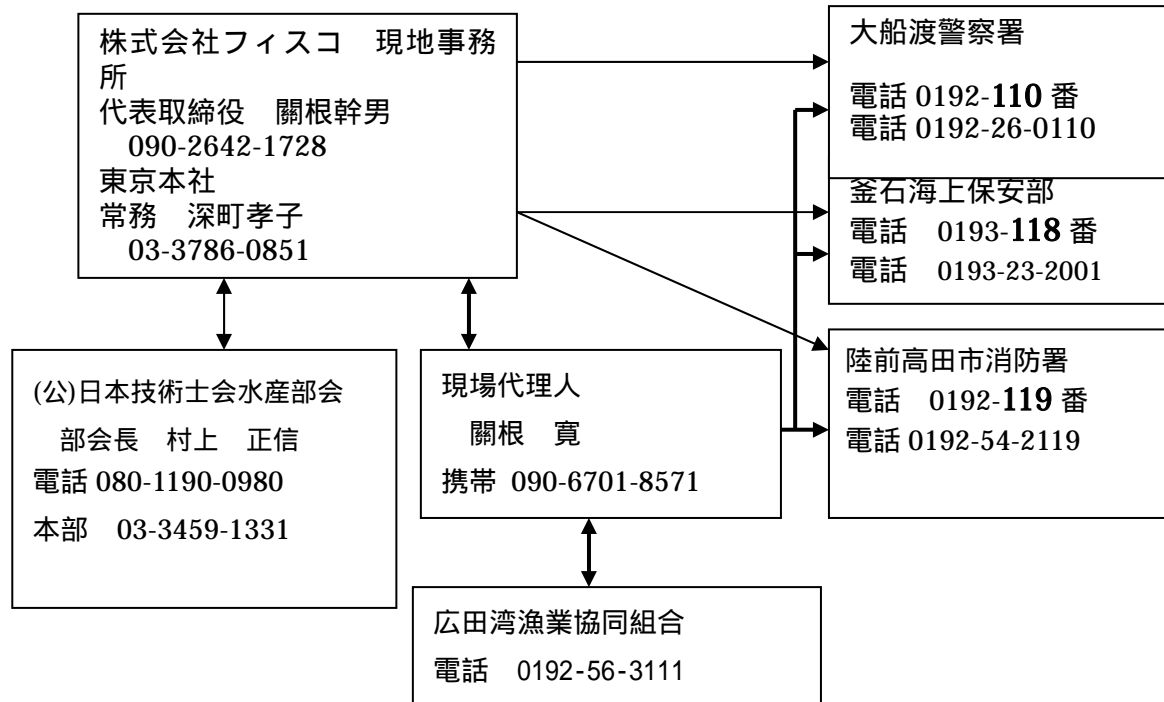 株式会社フィスコ　現地事務
所
代表取締役　關根幹男
090-2642-1728
東京本社
常務　深町孝子
03-3786-0851
大船渡警察署
電話 0192-110 番
電話 0192-26-0110
釜石海上保安部
電話　0193-118 番
電話　0193-23-2001
陸前高田市消防署
電話　0192-119 番
電話 0192-54-2119
(公)日本技術士会水産部会
部会長　村上　正信
電話 080-1190-0980
本部　03-3459-1331
現場代理人
關根　寛
携帯 090-6701-8571
広田湾漁業協同組合
電話　0192-56-3111